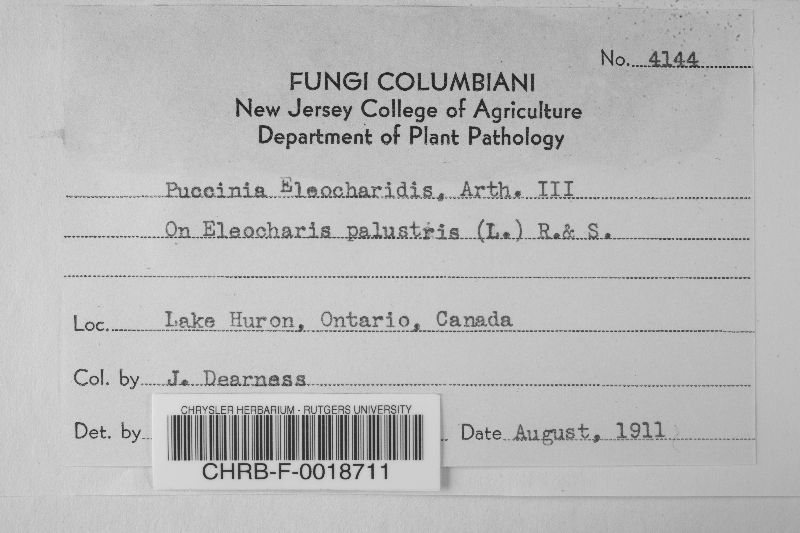 No. 4144
FUNGI COLUMBIANI
New Jersey College of Agriculture
Department of Plant Pathology
Puccinia Eleocharidis, Arth. III
On Eleocharis palustris (L.) R.& S.
Loc. Lake Huron, Ontario, Canada
Col. by J. Dearness
Det. by Date August, 1911
CHRYSLER HERBARIUM - RUTGERS UNIVERSITY
CHRB-F-0018711